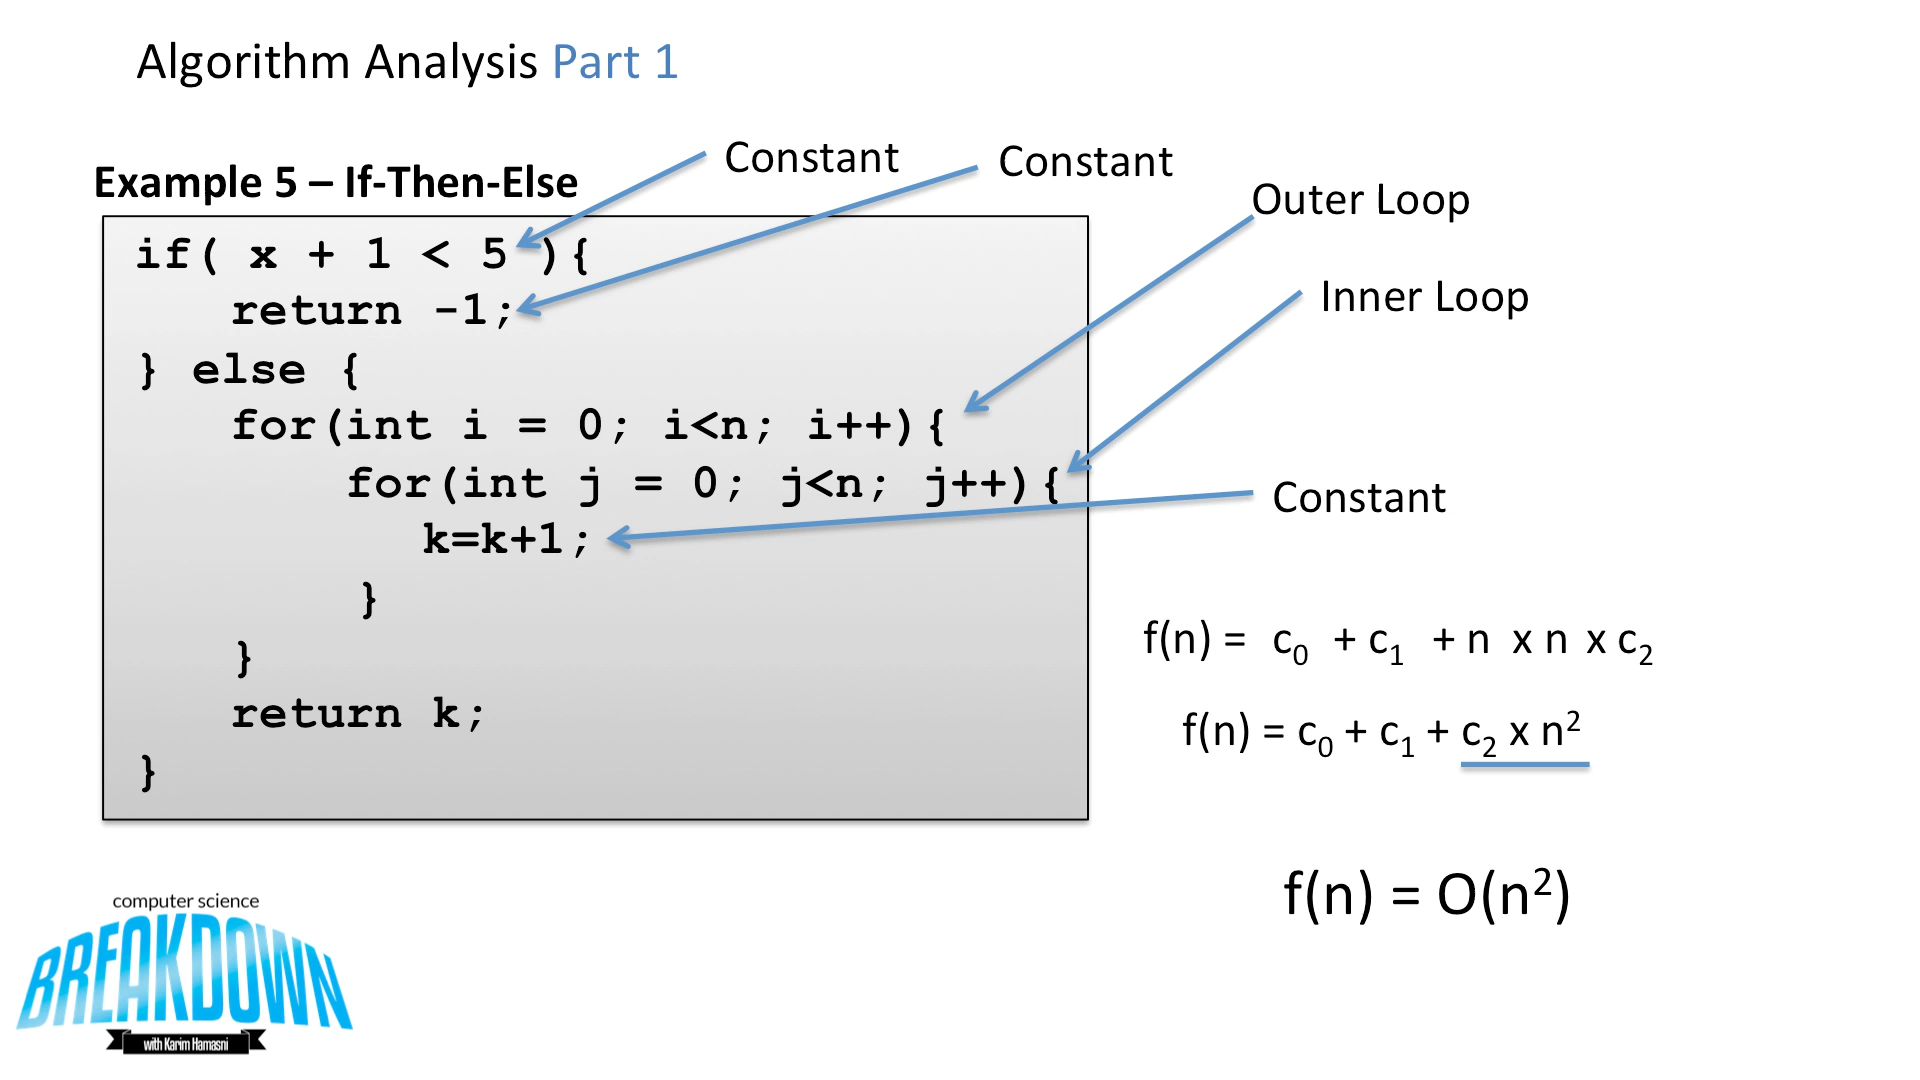 Algorithm Analysis Part 1
Constant
Constant
Example 5 – If-Then-Else
Outer Loop
Inner Loop
if( x + 1 < 5 ){
return -1;
} else {
for(int i = 0; i<n; i++){
for(int j = 0; j<n; j++){
k=k+1;
}
}
return k;
}
Constant
f(n) = c₀ + c₁ + n x n x c₂
f(n) = c₀ + c₁ + c₂ x n²
f(n) = O(n²)
computer science
BREAKDOWN
with Karim Hamasni